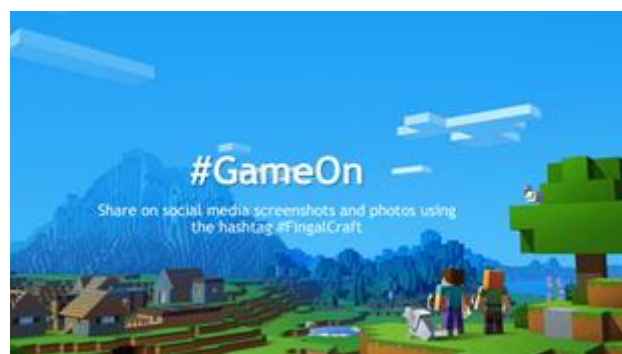 #GameOn
Share on social media screenshots and photos using
the hashtag #FingalCraft